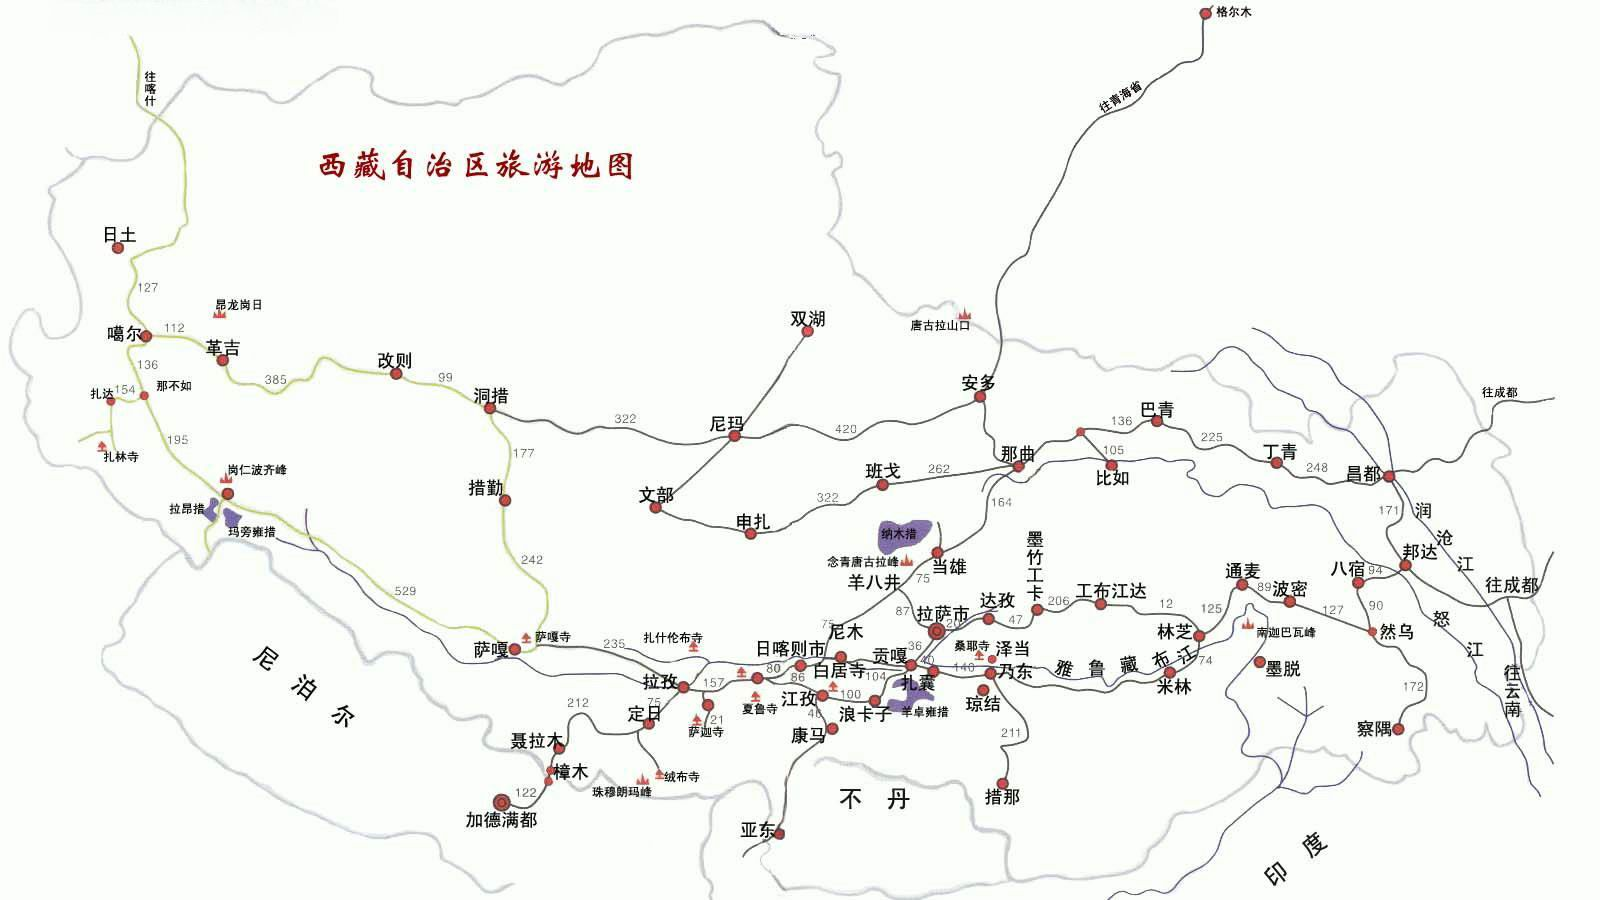 格尔木
往青海省
往喀什
西藏自治区旅游地图
日土
127
昂龙岗日
噶尔
112
革吉
136
385
改则
99
洞措
双湖
唐古拉山口
安多
扎达
154
那不如
往成都
322
尼玛
420
巴青
136
225
丁青
248
昌都
195
扎林寺
177
那曲
105
比如
262
班戈
322
岗仁波齐峰
措勤
文部
申扎
164
171
拉昂措
玛旁雍措
纳木措
润沧江
242
念青唐古拉峰
当雄
75
羊八井
87
墨竹工卡
邦达
八宿
94
往成都
529
通麦
89
波密
127
90
然乌
怒江
拉萨市
20
达孜
47
206
工布江达
12
125
林芝
74
南迦巴瓦峰
萨嘎
萨嘎寺
235
扎什伦布寺
75
尼木
日喀则市
贡嘎
36
40
桑耶寺
泽当
140
乃东
雅鲁藏布江
米林
墨脱
往云南
172
察隅
拉孜
157
80
86
白居寺
104
扎囊
琼结
夏鲁寺
江孜
100
浪卡子
羊卓雍措
46
康马
尼泊尔
212
定日
75
21
萨迦寺
211
聂拉木
樟木
绒布寺
珠穆朗玛峰
122
加德满都
措那
不丹
亚东
印度